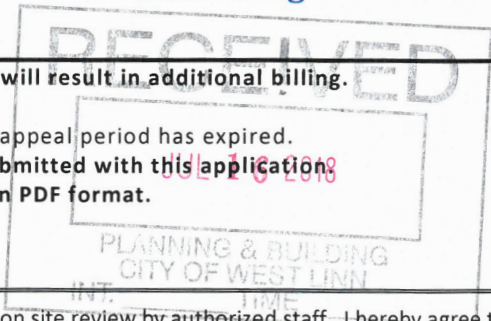 RECEIVED
will result in additional billing.
appeal period has expired.
bmitted with this application.
JUL 16 2018
n PDF format.
PLANNING & BUILDING
CITY OF WEST LINN
INT. TIME
on site review by authorized staff. I hereby agree t